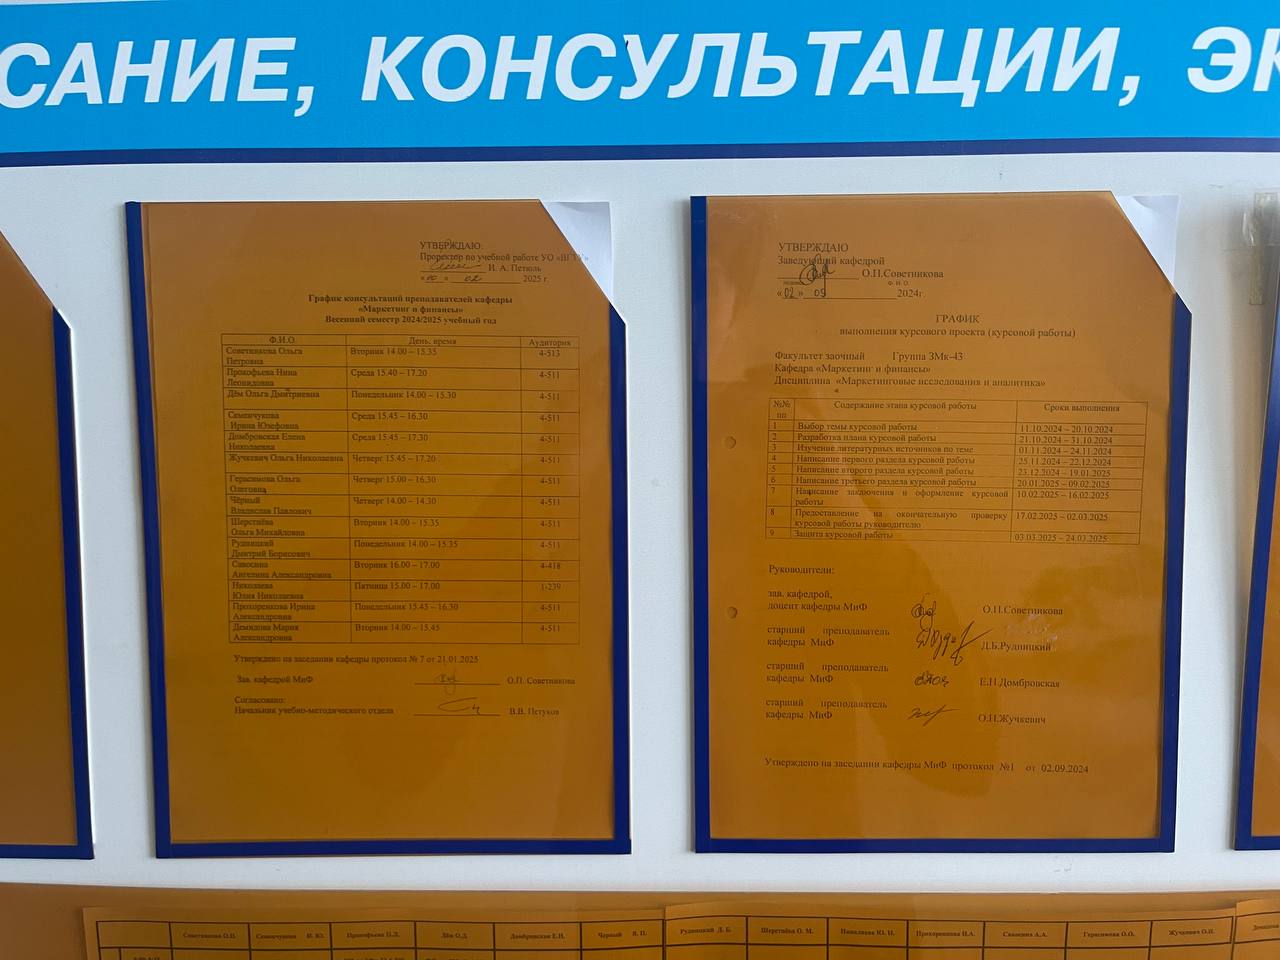 САНИЕ, КОНСУЛЬТАЦИИ, ЭК
УТВЕРЖДАЮ:
Проректор по учебной работе УО «ВГТУ»
И. А. Петюль
02 2025 г.
График консультаций преподавателей кафедры
«Маркетинг и финансы»
Весенний семестр 2024/2025 учебный год
Ф.И.О. День, время Аудитория
Советникова Ольга Вторник 14.00 – 15.35 4-513
Петровна
Прокофьева Нина Среда 15.40 – 17.20 4-511
Леонидовна
Дём Ольга Дмитриевна Понедельник 14.00 – 15.30 4-511
Семенчукова Среда 15.45 – 16.30 4-511
Ирина Юзефовна
Домбровская Елена Среда 15.45 – 17.30 4-511
Николаевна
Жучкевич Ольга Николаевна Четверг 15.45 – 17.20 4-511
Герасимова Ольга Четверг 15.00 – 16.30 4-511
Олеговна
Чёрный Четверг 14.00 – 14.30 4-511
Владислав Павлович
Шерстнёва Вторник 14.00 – 15.35 4-511
Ольга Михайловна
Рудницкий Понедельник 14.00 – 15.35 4-511
Дмитрий Борисович
Савосина Вторник 16.00 – 17.00 4-418
Ангелина Александровна
Николаева Пятница 15.00 – 17.00 1-239
Юлия Николаевна
Прохоренкова Ирина Понедельник 15.45 – 16.30 4-511
Александровна
Демидова Мария Вторник 14.00 – 15.45 4-511
Александровна
Утверждено на заседании кафедры протокол № 7 от 21.01.2025
Зав. кафедрой МиФ О.П. Советникова
Согласовано:
Начальник учебно-методического отдела В.В. Петухов
УТВЕРЖДАЮ
Заведующий кафедрой
О.П.Советникова
Ф. И. О
«02» 09 2024г.
ГРАФИК
выполнения курсового проекта (курсовой работы)
Факультет заочный Группа ЗМк-43
Кафедра «Маркетинг и финансы»
Дисциплина «Маркетинговые исследования и аналитика»
№№ пп Содержание этапа курсовой работы Сроки выполнения
1 Выбор темы курсовой работы 11.10.2024 – 20.10.2024
2 Разработка плана курсовой работы 21.10.2024 – 31.10.2024
3 Изучение литературных источников по теме 01.11.2024 – 24.11.2024
4 Написание первого раздела курсовой работы 25.11.2024 – 22.12.2024
5 Написание второго раздела курсовой работы 23.12.2024 – 19.01.2025
6 Написание третьего раздела курсовой работы 20.01.2025 – 09.02.2025
7 Написание заключения и оформление курсовой 10.02.2025 – 16.02.2025
работы
8 Предоставление на окончательную проверку 17.02.2025 – 02.03.2025
курсовой работы руководителю
9 Защита курсовой работы 03.03.2025 – 24.03.2025
Руководители:
зав. кафедрой,
доцент кафедры МиФ О.П.Советникова
старший преподаватель
кафедры МиФ Д.Б.Рудницкий
старший преподаватель
кафедры МиФ Е.Н.Домбровская
старший преподаватель
кафедры МиФ О.Н.Жучкевич
Утверждено на заседании кафедры МиФ протокол №1 от 02.09.2024
Советникова О.П. Семенчукова И. Ю. Прокофьева Н.Л. Дём О.Д. Домбровская Е.Н. Черный В. П. Рудницкий Д. Б. Шерстнева О. М. Николаева Ю. Н. Прохоренкова И.А. Савосина А.А. Герасимова О.О. Жучкевич О.Н. Демидова